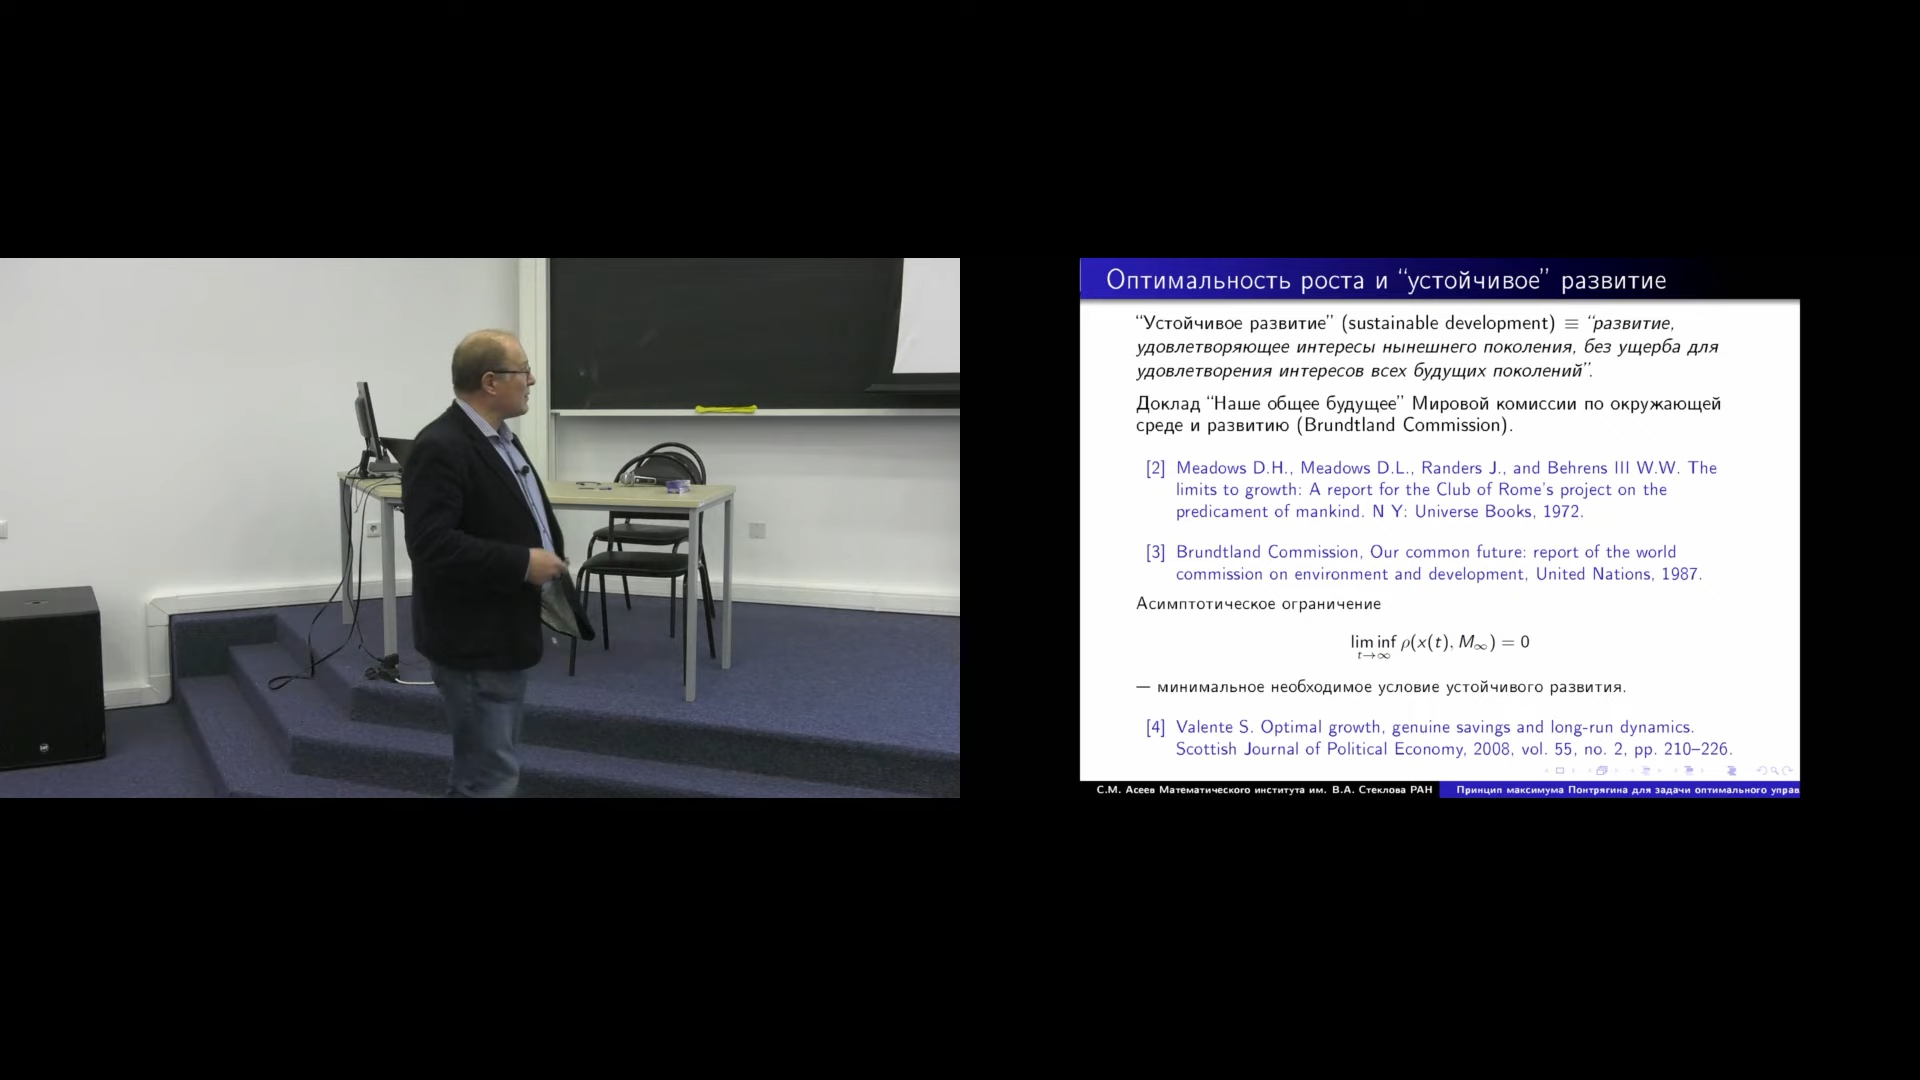 Оптимальность роста и “устойчивое” развитие
“Устойчивое развитие” (sustainable development) ≡ “развитие,
удовлетворяющее интересы нынешнего поколения, без ущерба для
удовлетворения интересов всех будущих поколений”.
Доклад “Наше общее будущее” Мировой комиссии по окружающей
среде и развитию (Brundtland Commission).
[2] Meadows D.H., Meadows D.L., Randers J., and Behrens III W.W. The
limits to growth: A report for the Club of Rome's project on the
predicament of mankind. N Y: Universe Books, 1972.
[3] Brundtland Commission, Our common future: report of the world
commission on environment and development, United Nations, 1987.
Асимптотическое ограничение
lim inf ρ(x(t), M∞) = 0
t→∞
— минимальное необходимое условие устойчивого развития.
[4] Valente S. Optimal growth, genuine savings and long-run dynamics.
Scottish Journal of Political Economy, 2008, vol. 55, no. 2, pp. 210–226.
С.М. Асеев Математического института им. В.А. Стеклова РАН
Принцип максимума Понтрягина для задачи оптимального управ